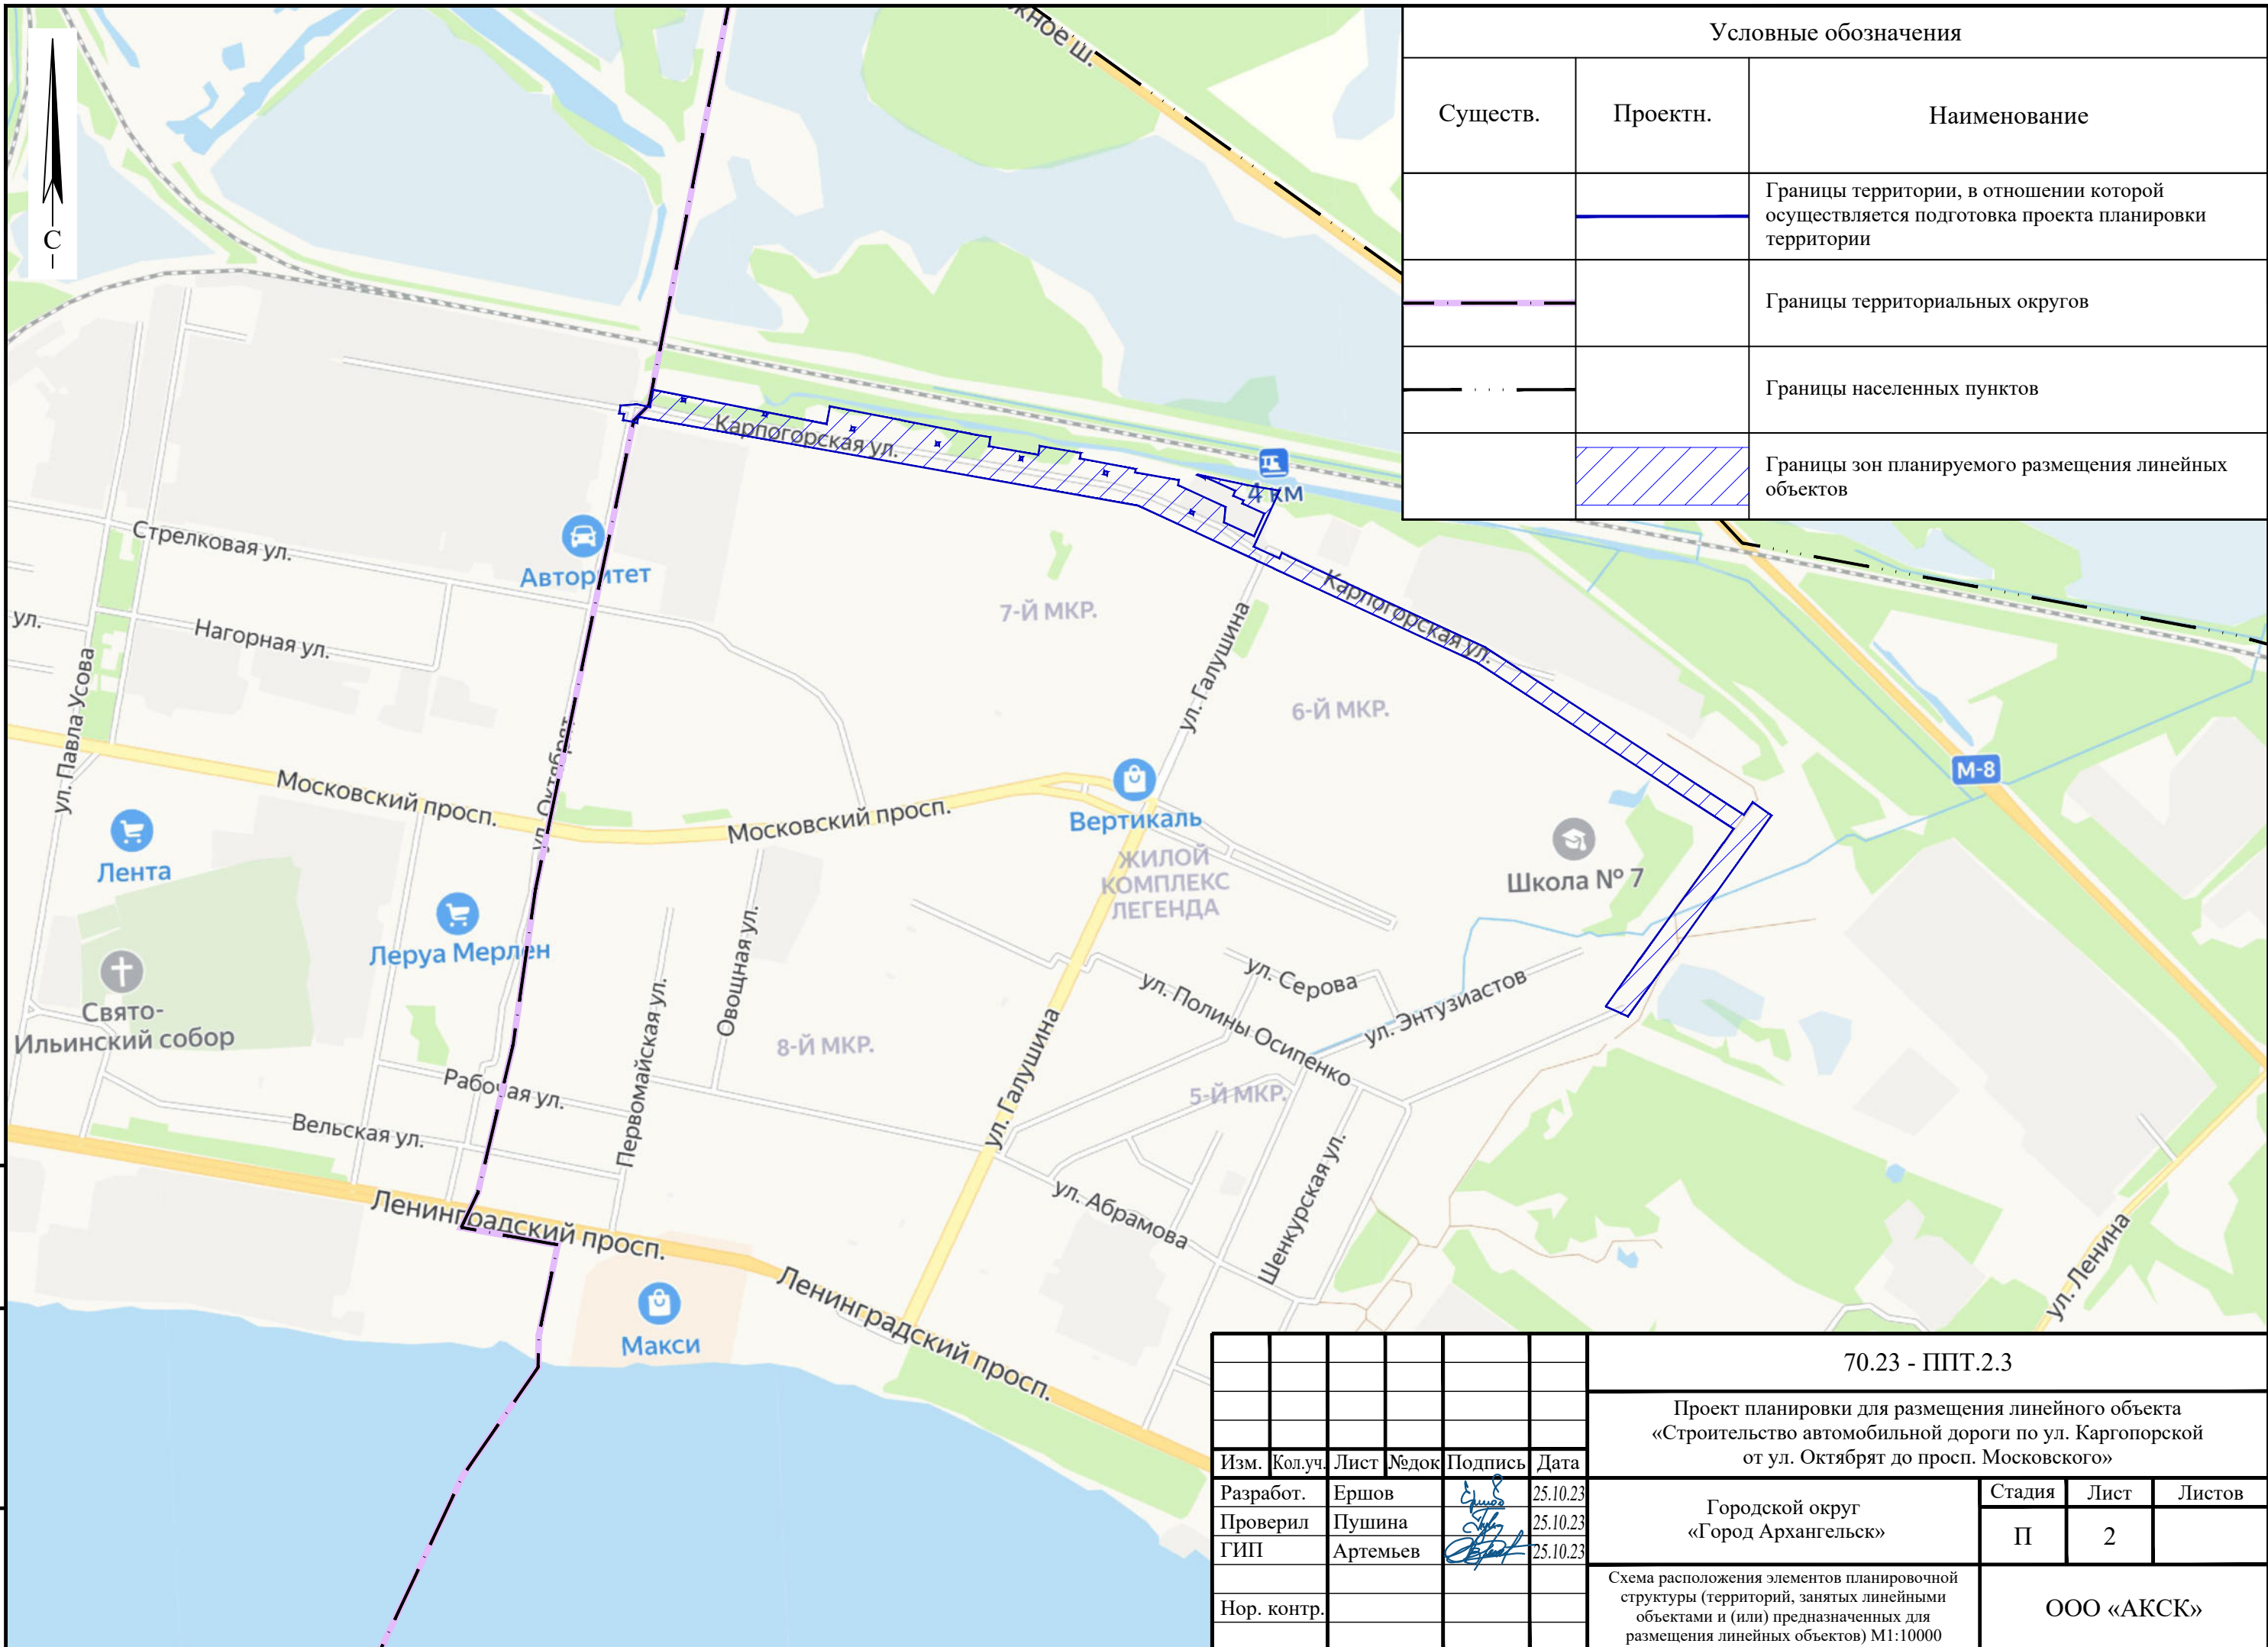 Условные обозначения
Существ.
Проектн.
Наименование
Границы территории, в отношении которой
осуществляется подготовка проекта планировки
территории
Границы территориальных округов
Границы населенных пунктов
Границы зон планируемого размещения линейных
объектов
С
жное ш.
Карпогорская ул.
4 км
Стрелковая ул.
Авторитет
7-Й МКР.
Карпогорская ул.
ул.
Нагорная ул.
ул. Павла Усова
ул. Галушина
6-Й МКР.
ул. Октябрят
М-8
Московский просп.
Московский просп.
Вертикаль
Лента
ЖИЛОЙ
КОМПЛЕКС
ЛЕГЕНДА
Школа № 7
Леруа Мерлен
Овощная ул.
Первомайская ул.
Свято-
Ильинский собор
ул. Серова
ул. Полины Осипенко
ул. Энтузиастов
8-Й МКР.
ул. Галушина
5-Й МКР.
Рабочая ул.
Вельская ул.
ул. Абрамова
Шенкурская ул.
ул. Ленина
Ленинградский просп.
Ленинградский просп.
Макси
70.23 - ППТ.2.3
Проект планировки для размещения линейного объекта
«Строительство автомобильной дороги по ул. Каргопорской
от ул. Октябрят до просп. Московского»
Изм. Кол.уч. Лист №док Подпись Дата
Разработ. Ершов 25.10.23
Проверил Пушина 25.10.23
ГИП Артемьев 25.10.23
Нор. контр.
Городской округ
«Город Архангельск»
Стадия Лист Листов
П 2
Схема расположения элементов планировочной
структуры (территорий, занятых линейными
объектами и (или) предназначенных для
размещения линейных объектов) М1:10000
ООО «АКСК»